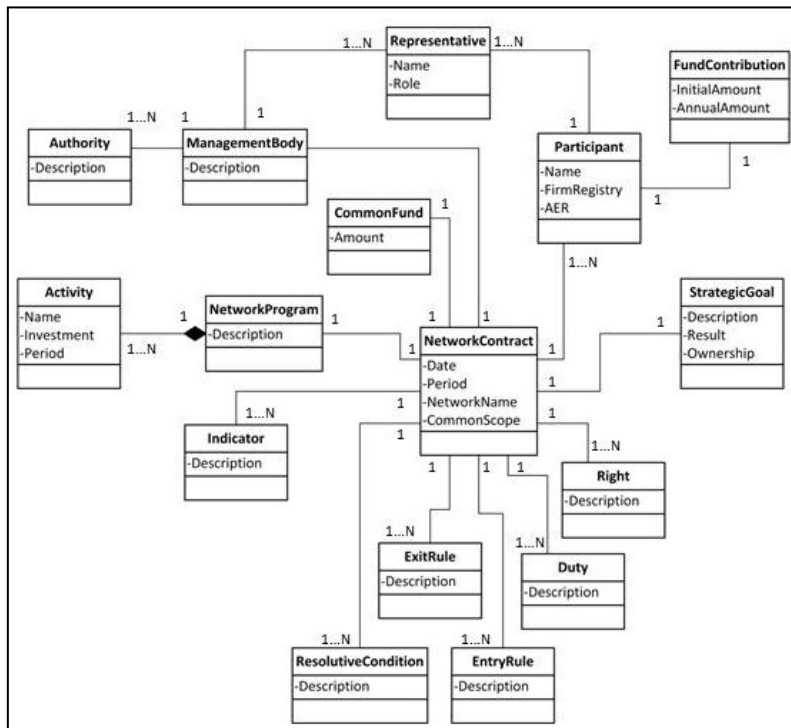 1...N
Representative
-Name
-Role
1...N
FundContribution
-InitialAmount
-AnnualAmount
1...N
1
1
Authority
-Description
ManagementBody
-Description
1
Participant
-Name
-FirmRegistry
-AER
1
1
CommonFund
-Amount
1
1
1...N
Activity
-Name
-Investment
-Period
1
1...N
NetworkProgram
-Description
1
1
1
1
NetworkContract
-Date
-Period
-NetworkName
-CommonScope
1
1
StrategicGoal
-Description
-Result
-Ownership
1
1
1...N
Indicator
-Description
1
1
1...N
Right
-Description
1
1
1
1...N
ExitRule
-Description
1...N
Duty
-Description
1...N
ResolutiveCondition
-Description
1...N
EntryRule
-Description